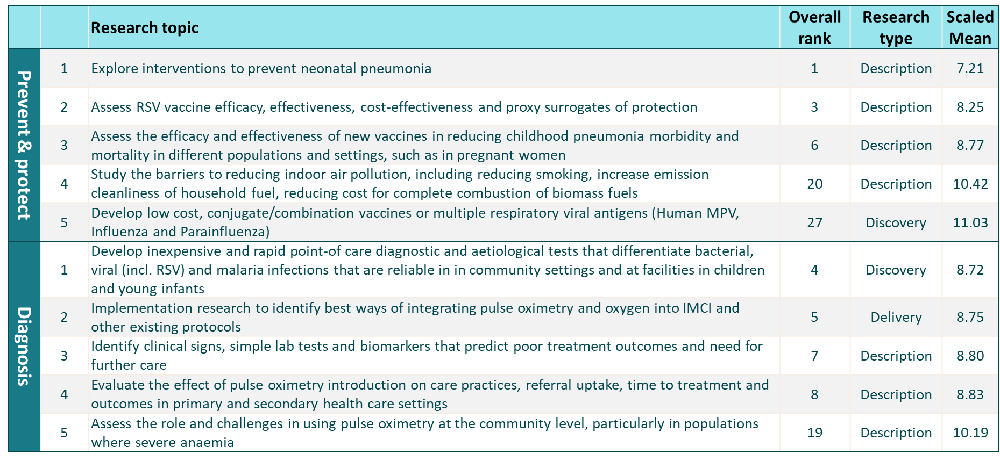 Research topic
Overall
rank
Research
type
Scaled
Mean
Prevent & protect
1
Explore interventions to prevent neonatal pneumonia
1
Description
7.21
2
Assess RSV vaccine efficacy, effectiveness, cost-effectiveness and proxy surrogates of protection
3
Description
8.25
3
Assess the efficacy and effectiveness of new vaccines in reducing childhood pneumonia morbidity and
mortality in different populations and settings, such as in pregnant women
6
Description
8.77
4
Study the barriers to reducing indoor air pollution, including reducing smoking, increase emission
cleanliness of household fuel, reducing cost for complete combustion of biomass fuels
20
Description
10.42
5
Develop low cost, conjugate/combination vaccines or multiple respiratory viral antigens (Human MPV,
Influenza and Parainfluenza)
27
Discovery
11.03
Diagnosis
1
Develop inexpensive and rapid point-of care diagnostic and aetiological tests that differentiate bacterial,
viral (incl. RSV) and malaria infections that are reliable in in community settings and at facilities in children
and young infants
4
Discovery
8.72
2
Implementation research to identify best ways of integrating pulse oximetry and oxygen into IMCI and
other existing protocols
5
Delivery
8.75
3
Identify clinical signs, simple lab tests and biomarkers that predict poor treatment outcomes and need for
further care
7
Description
8.80
4
Evaluate the effect of pulse oximetry introduction on care practices, referral uptake, time to treatment and
outcomes in primary and secondary health care settings
8
Description
8.83
5
Assess the role and challenges in using pulse oximetry at the community level, particularly in populations
where severe anaemia
19
Description
10.19